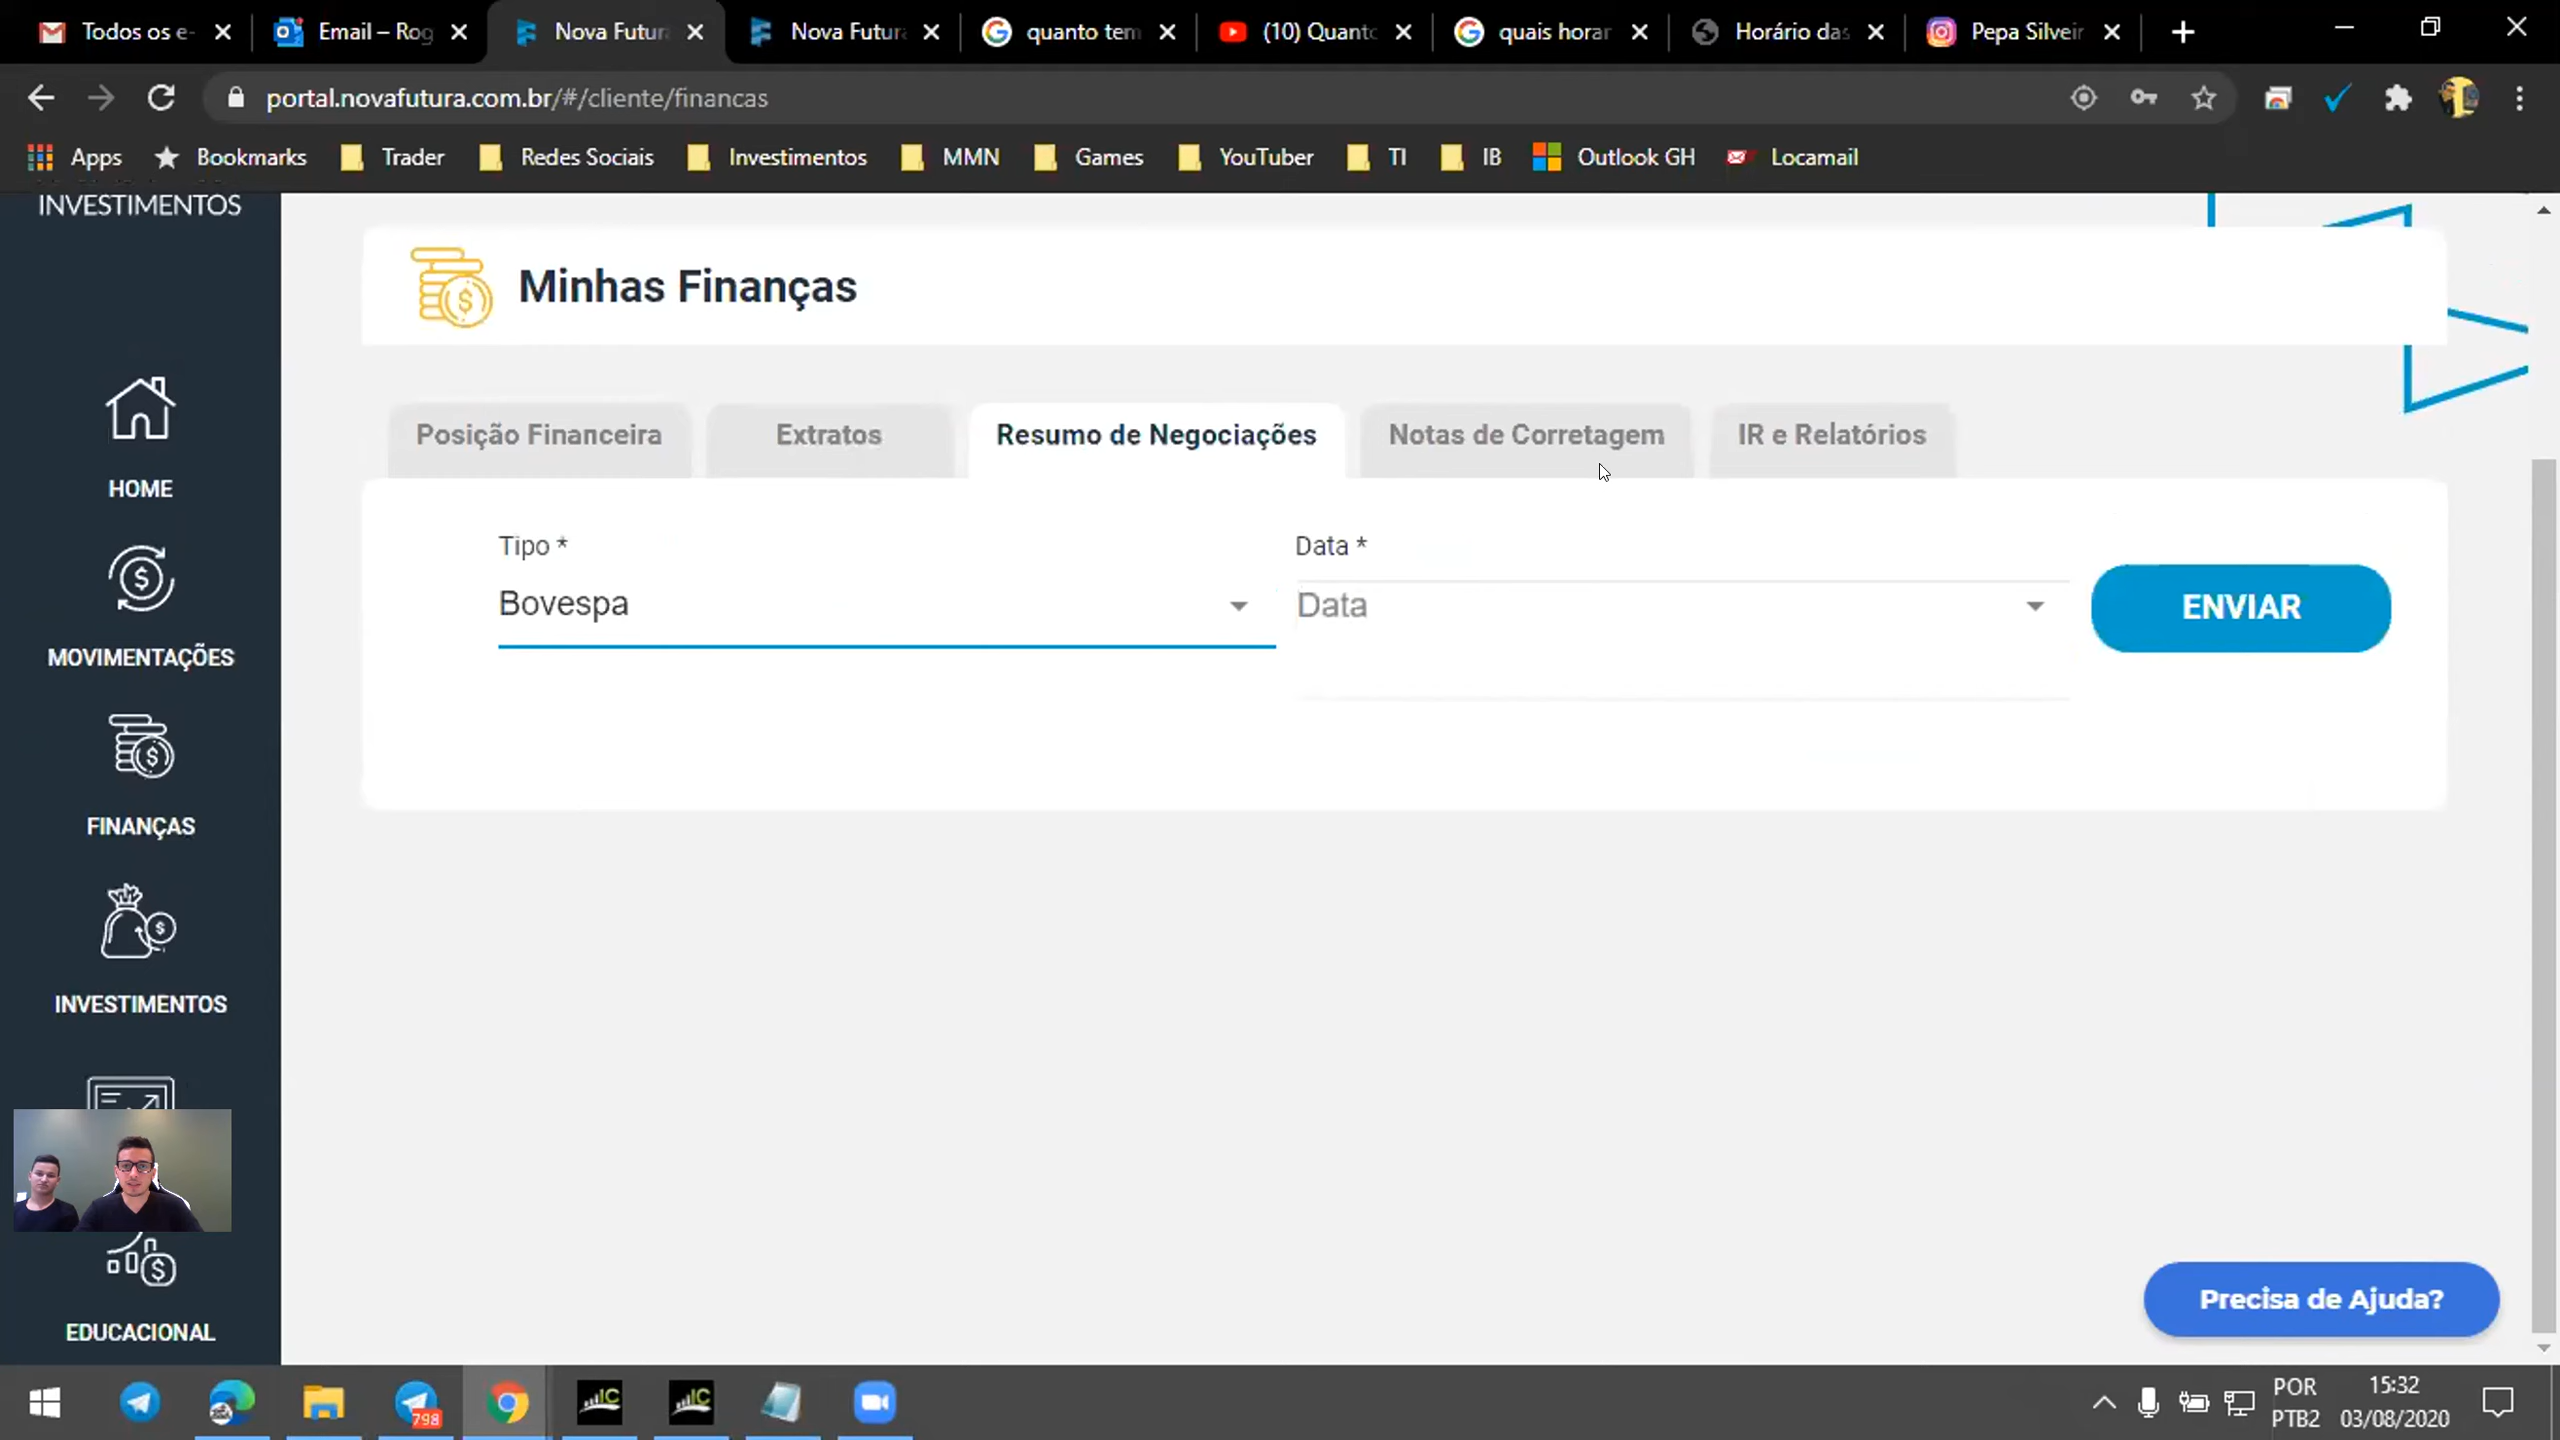 Todos os e-
Email – Rog
Nova Futur
Nova Futur
quanto tem
(10) Quanto
quais horar
Horário das
Pepa Silveir
portal.novafutura.com.br/#/cliente/financas
Apps
Bookmarks
Trader
Redes Sociais
Investimentos
MMN
Games
YouTuber
TI
IB
Outlook GH
Locamail
INVESTIMENTOS
HOME
MOVIMENTAÇÕES
FINANÇAS
INVESTIMENTOS
EDUCACIONAL
Minhas Finanças
Posição Financeira
Extratos
Resumo de Negociações
Notas de Corretagem
IR e Relatórios
Tipo *
Bovespa
Data *
Data
ENVIAR
Precisa de Ajuda?
798
IC
IC
POR
PTB2
15:32
03/08/2020